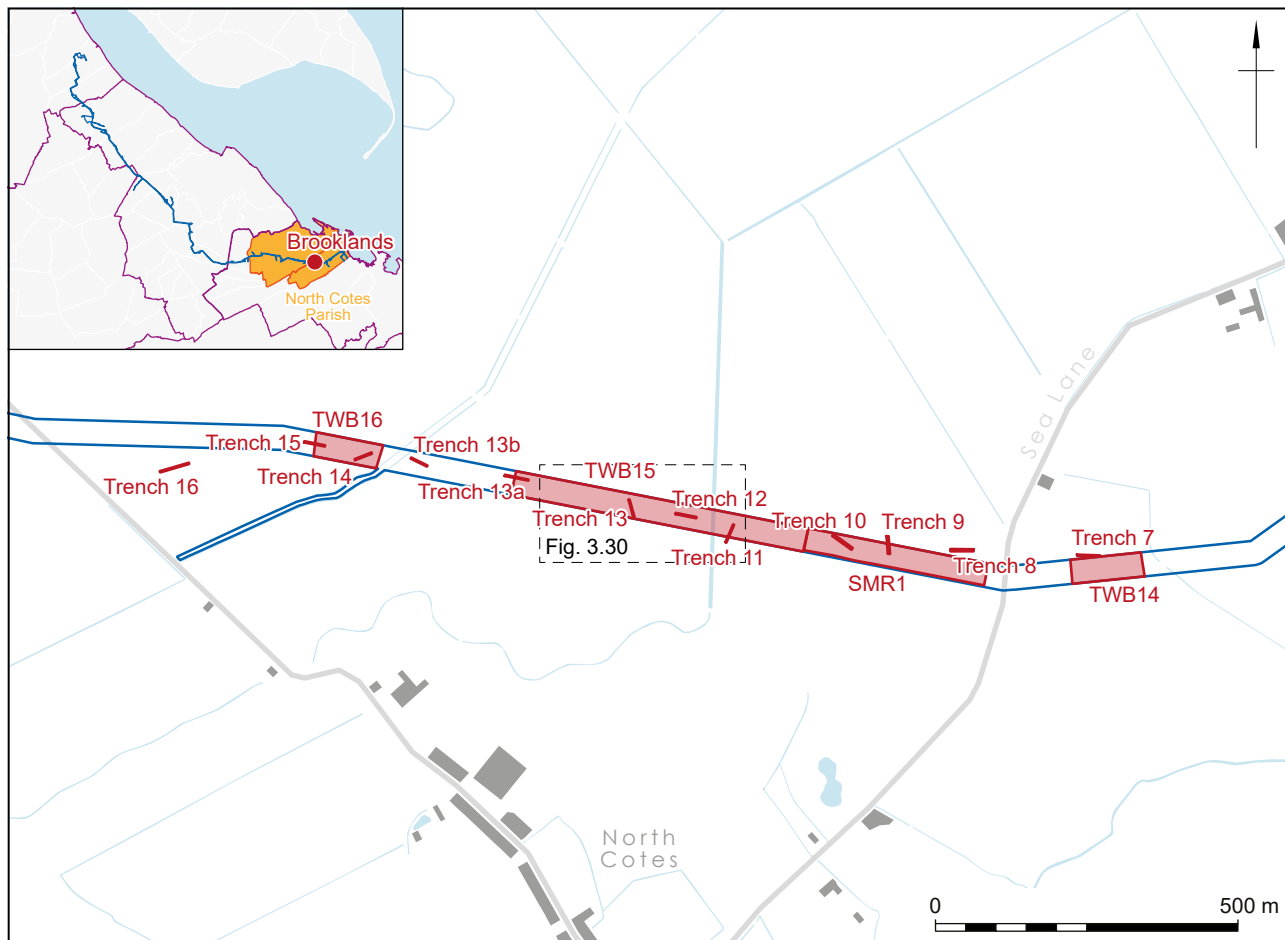 Brooklands
North Cotes
Parish
Sea Lane
TWB16
Trench 15
Trench 13b
Trench 14
Trench 16
Trench 13a
TWB15
Trench 12
Trench 13
Trench 10
Trench 9
Trench 7
Fig. 3.30
Trench 11
Trench 8
SMR1
TWB14
North
Cotes
0
500 m